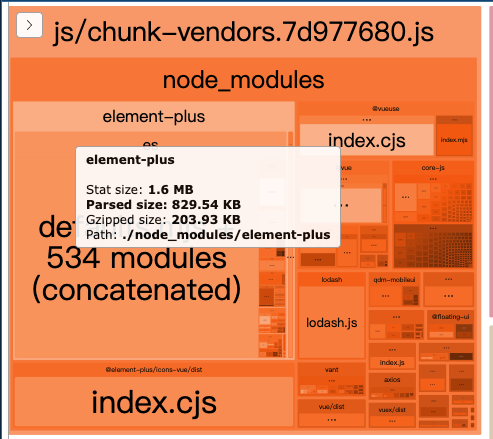 js/chunk-vendors.7d977680.js
node_modules
element-plus
es
534 modules
(concatenated)
element-plus
Stat size: 1.6 MB
Parsed size: 829.54 KB
Gzipped size: 203.93 KB
Path: ./node_modules/element-plus
@element-plus/icons-vue/dist
index.cjs
@vueuse
index.cjs
index.mjs
vue
core-js
lodash
lodash.js
qdm-mobileui
@floating-ui
index.js
axios
vant
vue/dist
vuex/dist